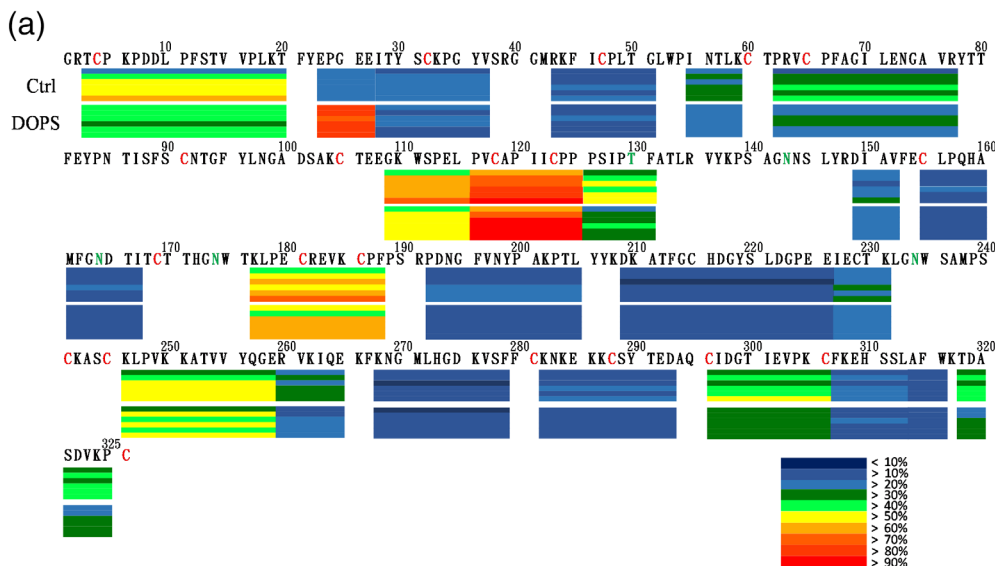 (a)
10 20 30 40 50 60 70 80
GRTCP KPDDL PFSTV VPLKT FYEPG EEITY SCKPG YVSRG GMRKF ICPLT GLWPI NTLKC TPRVC PFAGI LENGA VRYTT
Ctrl
DOPS
90 100 110 120 130 140 150 160
FEYPN TISFS CNTGF YLNGA DSAKC TEEGK WSPEL PVCAP IICPP PSIPT FATLR VYKPS AGNNS LYRDI AVFEC LPQHA
170 180 190 200 210 220 230 240
MFGND TITCT THGNW TKLPE CREVK CPFPS RPDNG FVNYP AKPTL YYKDK ATFGC HDGYS LDGPE EIECT KLGNW SAMPS
250 260 270 280 290 300 310 320
CKASC KLPVK KATVV YQGER VKIQE KFKNG MLHGD KVSFF CKNKE KKCSY TEDAQ CIDGT IEVPK CFKEH SSLAF WKTDA
325
SDVKP C
< 10%
> 10%
> 20%
> 30%
> 40%
> 50%
> 60%
> 70%
> 80%
> 90%